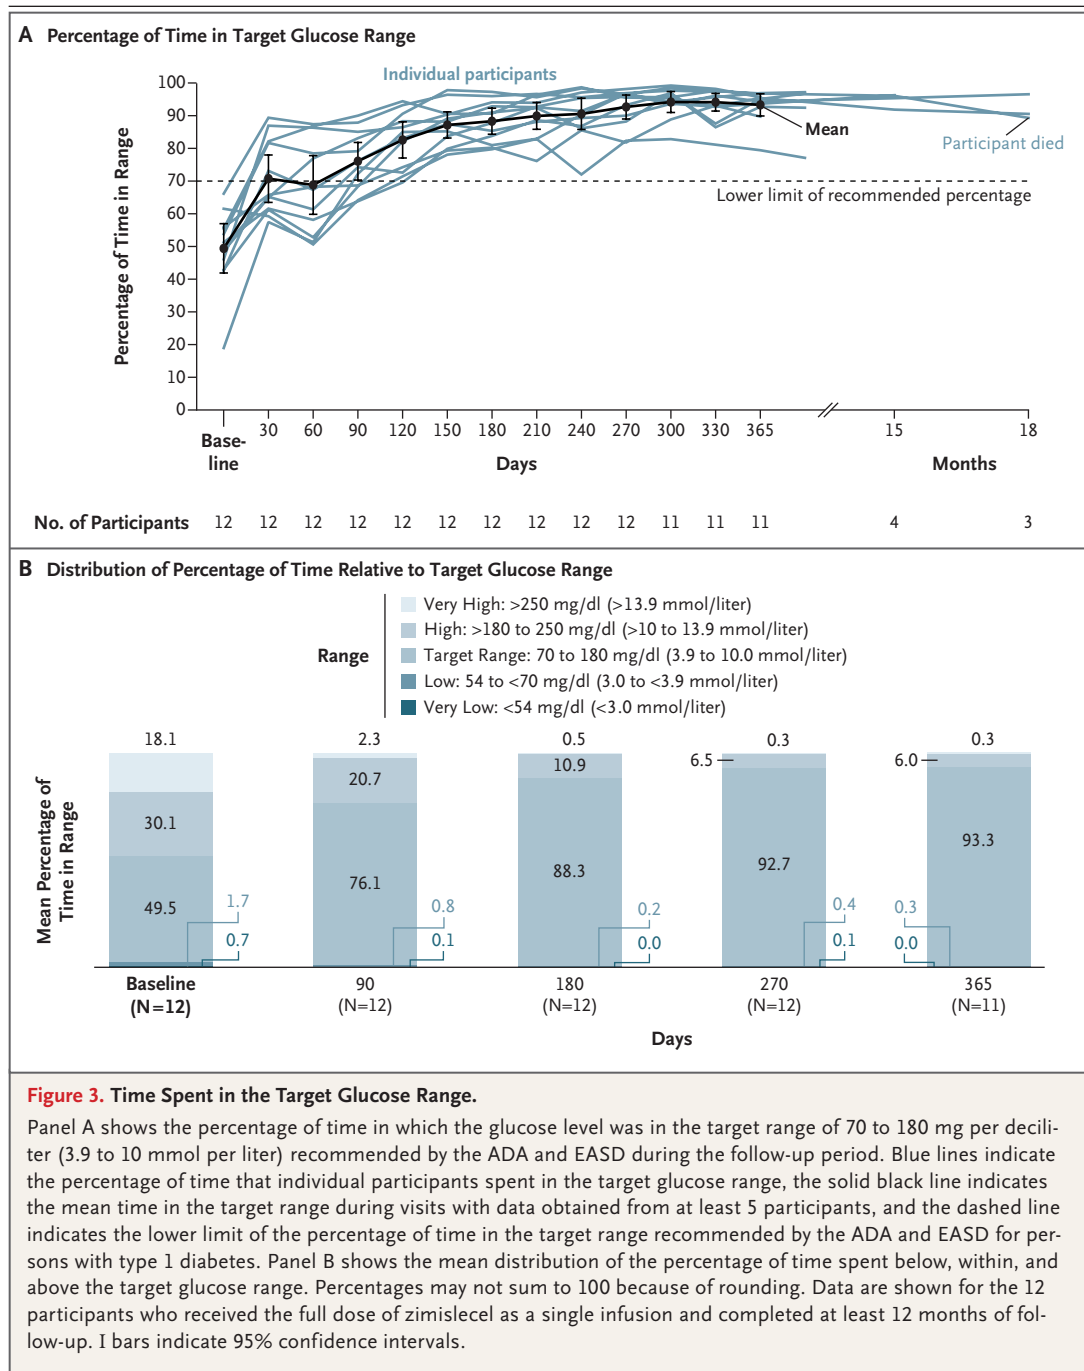 A Percentage of Time in Target Glucose Range
Individual participants
Percentage of Time in Range
100
90
80
70
60
50
40
30
20
10
0
Mean
Participant died
Lower limit of recommended percentage
Base-
line
30 60 90 120 150 180 210 240 270 300 330 365 15 18
Days Months
No. of Participants 12 12 12 12 12 12 12 12 12 12 11 11 11 4 3
B Distribution of Percentage of Time Relative to Target Glucose Range
Range
Very High: >250 mg/dl (>13.9 mmol/liter)
High: >180 to 250 mg/dl (>10 to 13.9 mmol/liter)
Target Range: 70 to 180 mg/dl (3.9 to 10.0 mmol/liter)
Low: 54 to <70 mg/dl (3.0 to <3.9 mmol/liter)
Very Low: <54 mg/dl (<3.0 mmol/liter)
Mean Percentage of
Time in Range
18.1 2.3 0.5 0.3 0.3
30.1 20.7 10.9 6.5 6.0
49.5 76.1 88.3 92.7 93.3
1.7 0.8 0.2 0.4 0.3
0.7 0.1 0.0 0.1 0.0
Baseline 90 180 270 365
(N=12) (N=12) (N=12) (N=12) (N=11)
Days
Figure 3. Time Spent in the Target Glucose Range.
Panel A shows the percentage of time in which the glucose level was in the target range of 70 to 180 mg per decili-
ter (3.9 to 10 mmol per liter) recommended by the ADA and EASD during the follow-up period. Blue lines indicate
the percentage of time that individual participants spent in the target glucose range, the solid black line indicates
the mean time in the target range during visits with data obtained from at least 5 participants, and the dashed line
indicates the lower limit of the percentage of time in the target range recommended by the ADA and EASD for per-
sons with type 1 diabetes. Panel B shows the mean distribution of the percentage of time spent below, within, and
above the target glucose range. Percentages may not sum to 100 because of rounding. Data are shown for the 12
participants who received the full dose of zimislecel as a single infusion and completed at least 12 months of fol-
low-up. I bars indicate 95% confidence intervals.